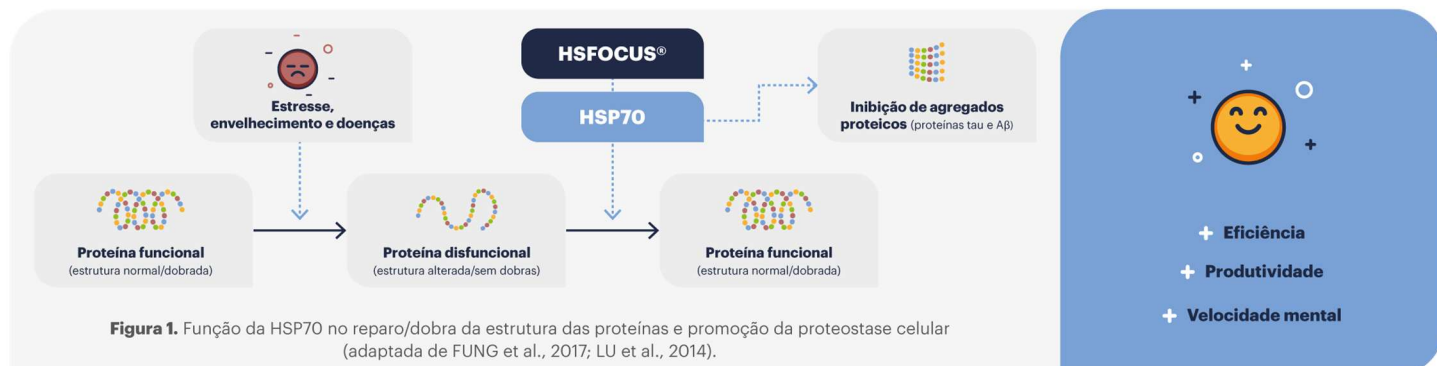 Estresse,
envelhecimento e doenças
HSFOCUS®
HSP70
Inibição de agregados
proteicos (proteínas tau e Aβ)
Proteína funcional
(estrutura normal/dobrada)
Proteína disfuncional
(estrutura alterada/sem dobras)
Proteína funcional
(estrutura normal/dobrada)
Figura 1. Função da HSP70 no reparo/dobra da estrutura das proteínas e promoção da proteostase celular
(adaptada de FUNG et al., 2017; LU et al., 2014).
+ Eficiência
+ Produtividade
+ Velocidade mental